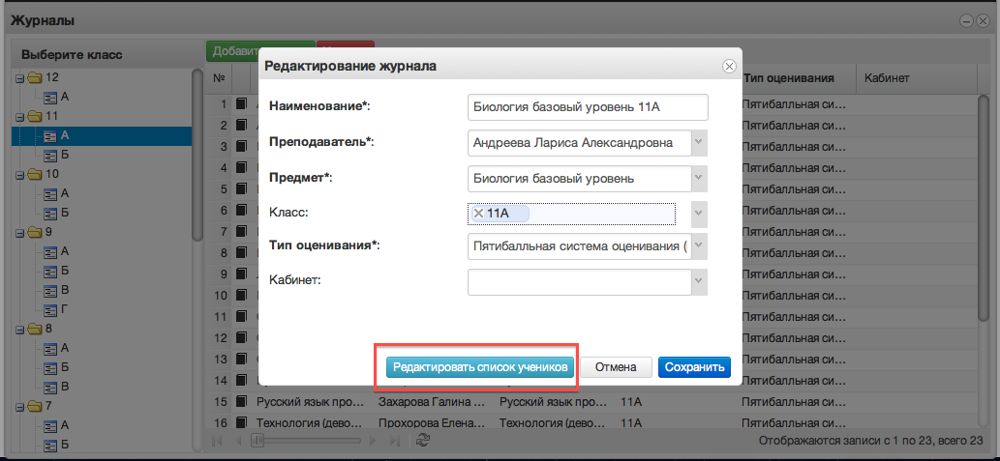 Журналы
Выберите класс
12
А
11
А
Б
10
А
Б
9
А
Б
В
Г
8
А
Б
В
7
А
Б
Добавить
№ Тип оценивания Кабинет
1 Пятибалльная си...
2 Пятибалльная си...
3 Пятибалльная си...
4 Пятибалльная си...
5 Пятибалльная си...
6 Пятибалльная си...
7 Пятибалльная си...
8 Пятибалльная си...
9 Пятибалльная си...
10 Пятибалльная си...
11 Пятибалльная си...
12 Пятибалльная си...
13 Пятибалльная си...
14 Пятибалльная си...
15 Русский язык про... Захарова Галина ... Русский язык про... 11А Пятибалльная си...
16 Технология (дево... Прохорова Елена... Технология (дево... 11А Пятибалльная си...
Отображаются записи с 1 по 23, всего 23
Редактирование журнала
Наименование*: Биология базовый уровень 11А
Преподаватель*: Андреева Лариса Александровна
Предмет*: Биология базовый уровень
Класс: 11А
Тип оценивания*: Пятибалльная система оценивания (
Кабинет:
Редактировать список учеников Отмена Сохранить